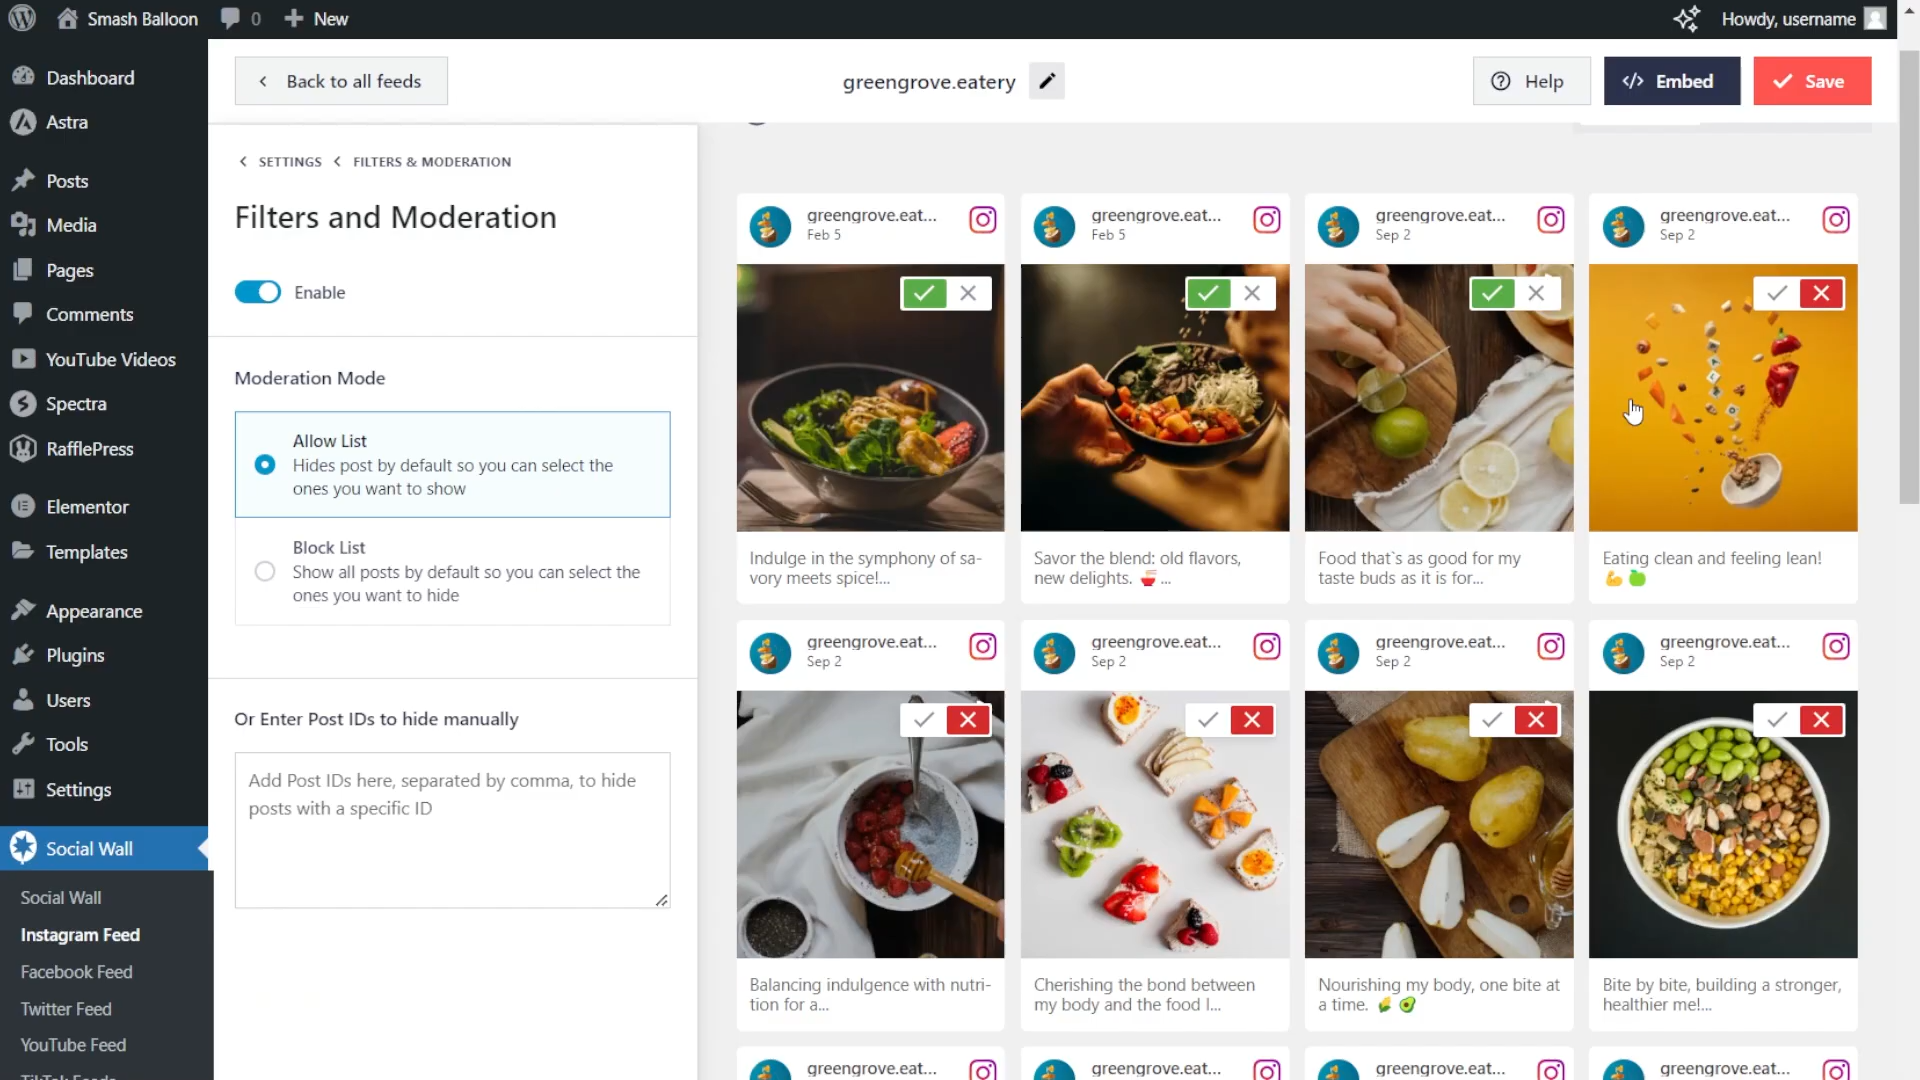 Smash Balloon
0
New
Howdy, username
Dashboard
Astra
Posts
Media
Pages
Comments
YouTube Videos
Spectra
RafflePress
Elementor
Templates
Appearance
Plugins
Users
Tools
Settings
Social Wall
Social Wall
Instagram Feed
Facebook Feed
Twitter Feed
YouTube Feed
Back to all feeds
greengrove.eatery
Help
</> Embed
Save
SETTINGS
FILTERS & MODERATION
Filters and Moderation
Enable
Moderation Mode
Allow List
Hides post by default so you can select the
ones you want to show
Block List
Show all posts by default so you can select the
ones you want to hide
Or Enter Post IDs to hide manually
Add Post IDs here, separated by comma, to hide
posts with a specific ID
greengrove.eat...
Feb 5
Indulge in the symphony of sa-
vory meets spice!...
greengrove.eat...
Feb 5
Savor the blend: old flavors,
new delights. 🍲...
greengrove.eat...
Sep 2
Food that`s as good for my
taste buds as it is for...
greengrove.eat...
Sep 2
Eating clean and feeling lean!
💪🍏
greengrove.eat...
Sep 2
Balancing indulgence with nutri-
tion for a...
greengrove.eat...
Sep 2
Cherishing the bond between
my body and the food I...
greengrove.eat...
Sep 2
Nourishing my body, one bite at
a time. 🌽🥑
greengrove.eat...
Sep 2
Bite by bite, building a stronger,
healthier me!...
greengrove.eat...
greengrove.eat...
greengrove.eat...
greengrove.eat...